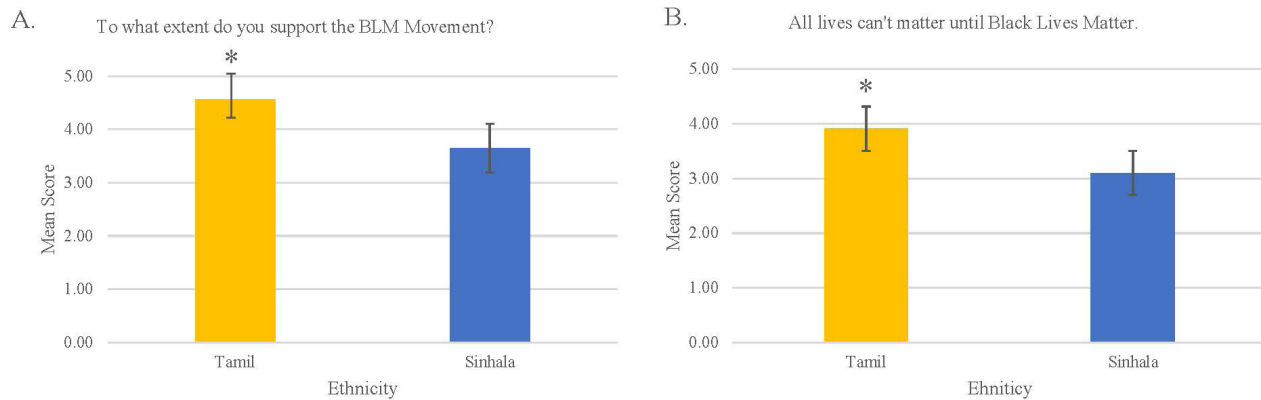 A.
To what extent do you support the BLM Movement?
*
5.00
4.00
3.00
2.00
1.00
0.00
Mean Score
Tamil
Sinhala
Ethnicity
B.
All lives can't matter until Black Lives Matter.
*
5.00
4.00
3.00
2.00
1.00
0.00
Mean Score
Tamil
Sinhala
Ehniticy